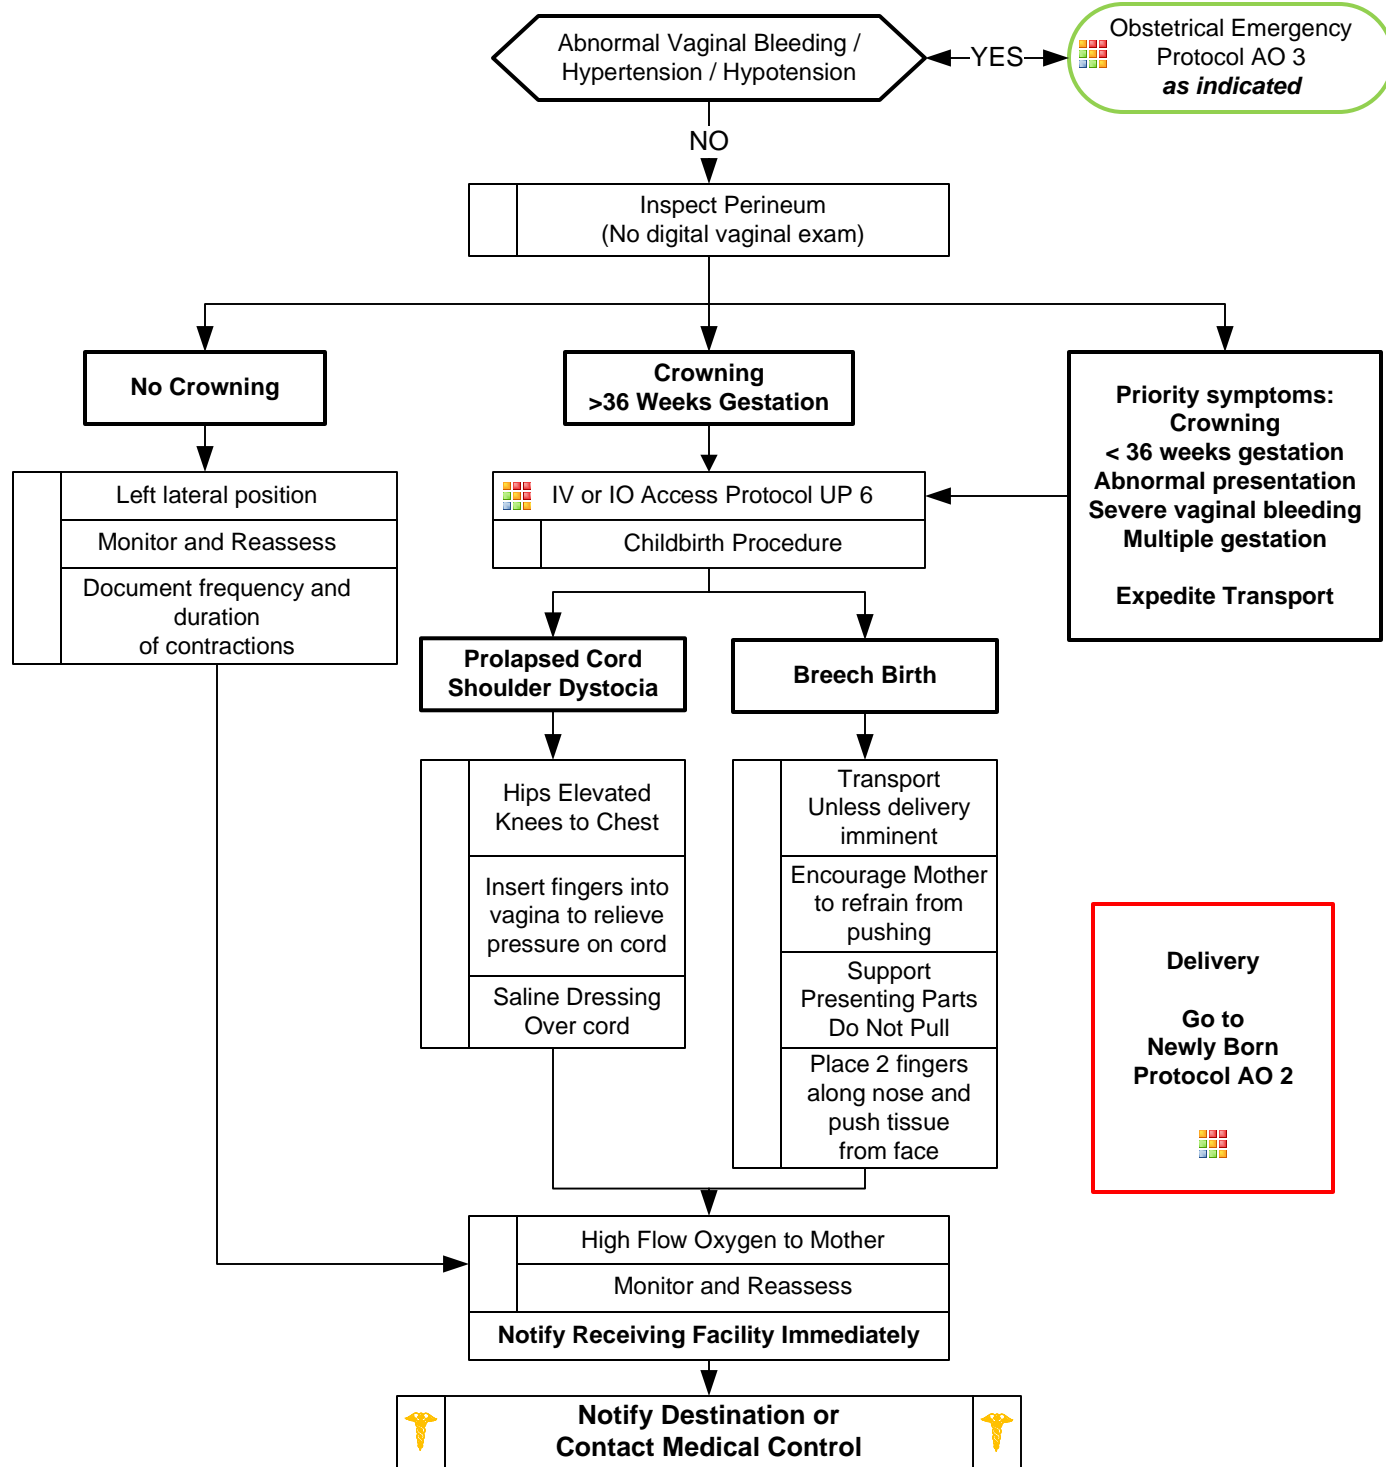 Abnormal Vaginal Bleeding /
Hypertension / Hypotension
YES
Obstetrical Emergency
Protocol AO 3
as indicated
NO
Inspect Perineum
(No digital vaginal exam)
No Crowning
Crowning
>36 Weeks Gestation
Priority symptoms:
Crowning
< 36 weeks gestation
Abnormal presentation
Severe vaginal bleeding
Multiple gestation
Expedite Transport
Left lateral position
Monitor and Reassess
Document frequency and
duration
of contractions
IV or IO Access Protocol UP 6
Childbirth Procedure
Prolapsed Cord
Shoulder Dystocia
Breech Birth
Hips Elevated
Knees to Chest
Insert fingers into
vagina to relieve
pressure on cord
Saline Dressing
Over cord
Transport
Unless delivery
imminent
Encourage Mother
to refrain from
pushing
Support
Presenting Parts
Do Not Pull
Place 2 fingers
along nose and
push tissue
from face
Delivery
Go to
Newly Born
Protocol AO 2
High Flow Oxygen to Mother
Monitor and Reassess
Notify Receiving Facility Immediately
Notify Destination or
Contact Medical Control